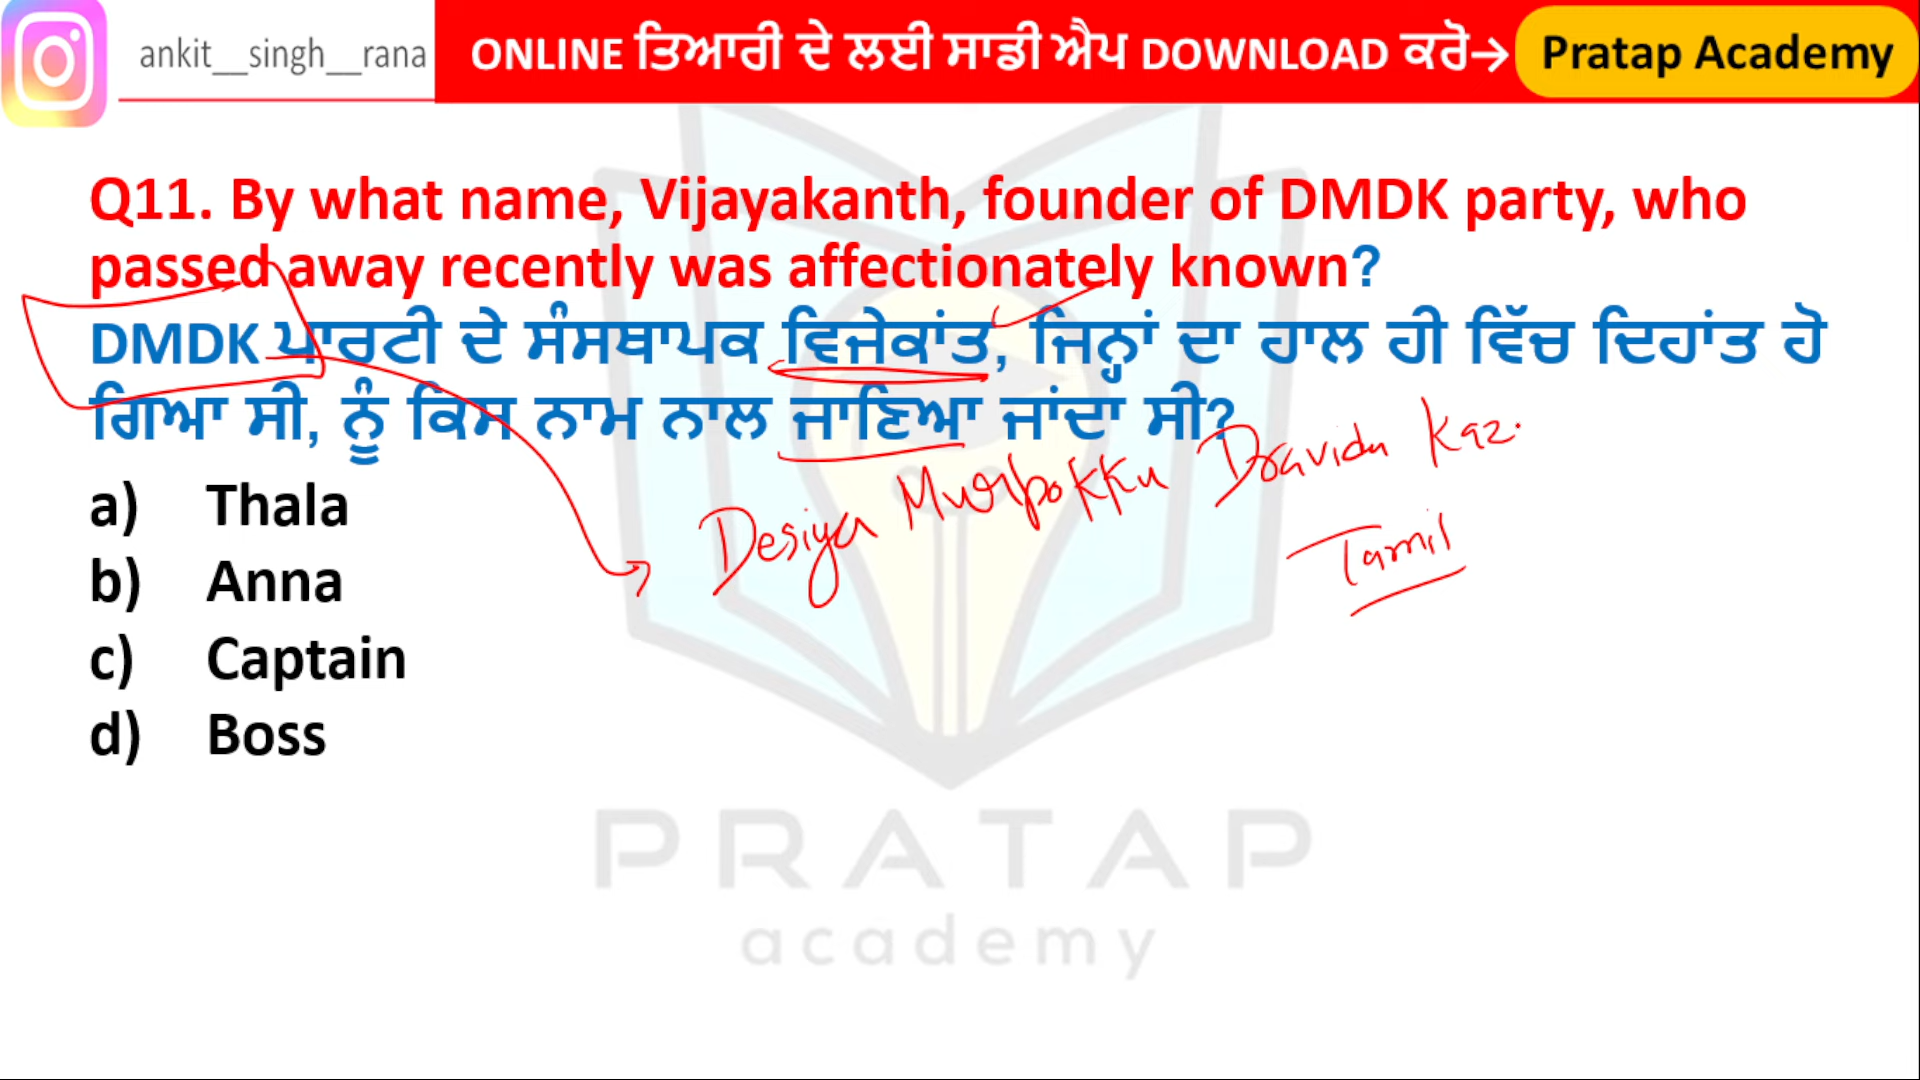 ankit__singh__rana
ONLINE ਤਿਆਰੀ ਦੇ ਲਈ ਸਾਡੀ ਐਪ DOWNLOAD ਕਰੋ→
Pratap Academy
Q11. By what name, Vijayakanth, founder of DMDK party, who
passed away recently was affectionately known?
DMDK ਪਾਰਟੀ ਦੇ ਸੰਸਥਾਪਕ ਵਿਜੇਕਾਂਤ, ਜਿਨ੍ਹਾਂ ਦਾ ਹਾਲ ਹੀ ਵਿੱਚ ਦਿਹਾਂਤ ਹੋ
ਗਿਆ ਸੀ, ਨੂੰ ਕਿਸ ਨਾਮ ਨਾਲ ਜਾਣਿਆ ਜਾਂਦਾ ਸੀ?
Desiya Murpokku Dravida Kaz.
Tamil
a) Thala
b) Anna
c) Captain
d) Boss
PRATAP
academy